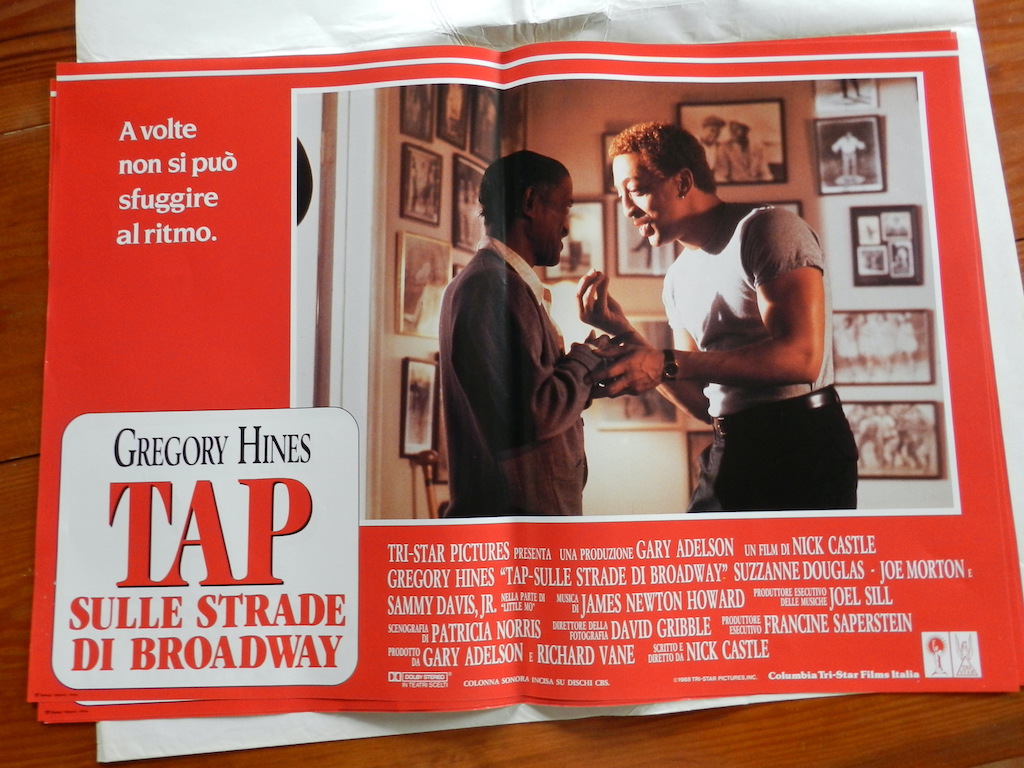 A volte
non si può
sfuggire
al ritmo.
GREGORY HINES
TAP
SULLE STRADE
DI BROADWAY
TRI-STAR PICTURES PRESENTA UNA PRODUZIONE GARY ADELSON UN FILM DI NICK CASTLE
GREGORY HINES "TAP-SULLE STRADE DI BROADWAY" SUZZANNE DOUGLAS - JOE MORTON E
SAMMY DAVIS, JR. NELLA PARTE DI "LITTLE MO" MUSICA DI JAMES NEWTON HOWARD PRODUTTORE ESECUTIVO DELLE MUSICHE JOEL SILL
SCENOGRAFIA DI PATRICIA NORRIS DIRETTORE DELLA FOTOGRAFIA DAVID GRIBBLE PRODUTTORE ESECUTIVO FRANCINE SAPERSTEIN
PRODOTTO DA GARY ADELSON E RICHARD VANE SCRITTO E DIRETTO DA NICK CASTLE
DOLBY STEREO IN TEATRI SCELTI COLONNA SONORA INCISA SU DISCHI CBS. ©1988 TRI-STAR PICTURES, INC. Columbia Tri-Star Films Italia